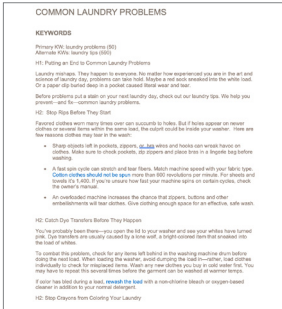 COMMON LAUNDRY PROBLEMS
KEYWORDS
Primary KW: laundry problems (50)
Alternate KWs: laundry tips (590)
H1: Putting an End to Common Laundry Problems
Laundry mishaps. They happen to everyone. No matter how experienced you are in the art and
science of laundry day, problems can take hold. Maybe a red sock sneaked into the white load.
Or a paper clip balled deep in a pocket caused literal wear and tear.
Before problems put a stain on your next laundry day, check out our laundry tips. We help you
prevent –and fix—common laundry problems.
H2: Stop Rips Before They Start
Favored clothes worn many times over can succumb to holes. But if holes appear on newer
clothes or several items within the same load, the culprit could be inside your washer. Here are
few reasons clothes may tear in the wash:
• Sharp objects left in pockets, zippers, or bra wires and hooks can wreak havoc on
clothes. Make sure to check pockets, zip zippers and place bras in a lingerie bag before
washing.
• A fast spin cycle can stretch and tear fibers. Match machine speed with your fabric type.
Cotton clothes should not be spun more than 600 revolutions per minute. For sheets and
towels it's 1,400. If you're unsure how fast your machine spins on certain cycles, check
the owner's manual.
• An overloaded machine increases the chance that zippers, buttons and other
embellishments will tear clothes. Give clothing enough space for an effective, safe wash.
H2: Catch Dye Transfers Before They Happen
You've probably been there—you open the lid to your washer and see your whites have turned
pink. Dye transfers are usually caused by a lone wolf, a bright-colored item that sneaked into
the load of whites.
To combat this problem, check for any items left behind in the washing machine drum before
doing the next load. When loading the washer, avoid dumping the load in—rather, load clothes
individually to check for misplaced items. Wash any new clothes you buy in cold water first. You
may have to repeat this several times before the garment can be washed at warmer temps.
If color has bled during a load, rewash the load with a non-chlorine bleach or oxygen-based
cleaner in addition to your normal detergent.
H2: Stop Crayons from Coloring Your Laundry